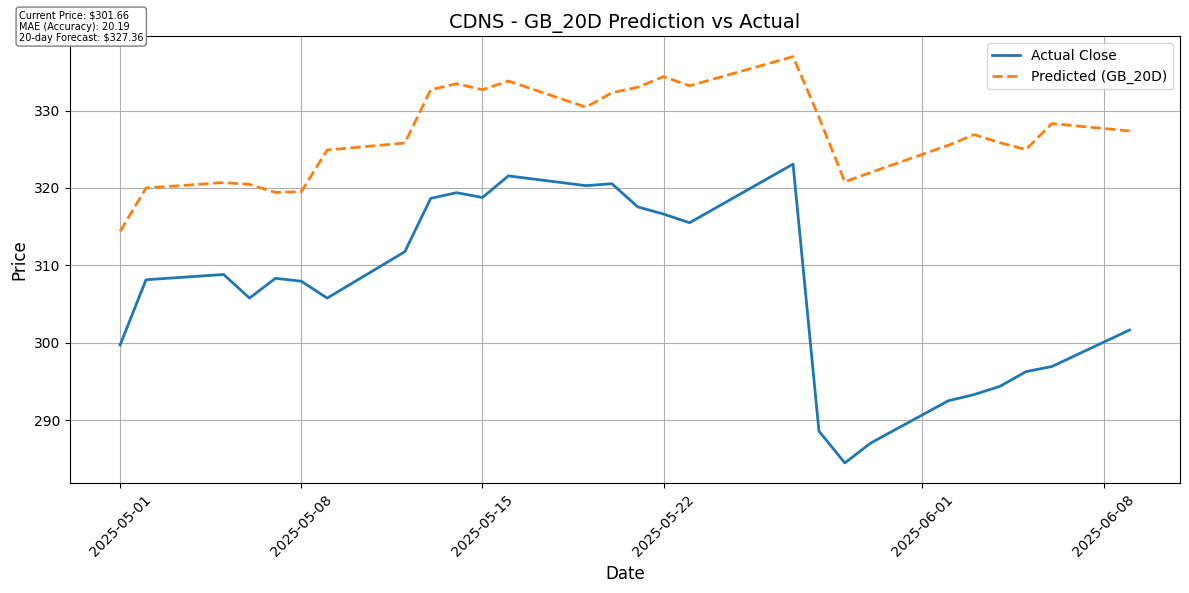 CDNS - GB_20D Prediction vs Actual
Current Price: $301.66
MAE (Accuracy): 20.19
20-day Forecast: $327.36
Actual Close
Predicted (GB_20D)
Price
330
320
310
300
290
2025-05-01
2025-05-08
2025-05-15
2025-05-22
2025-06-01
2025-06-08
Date